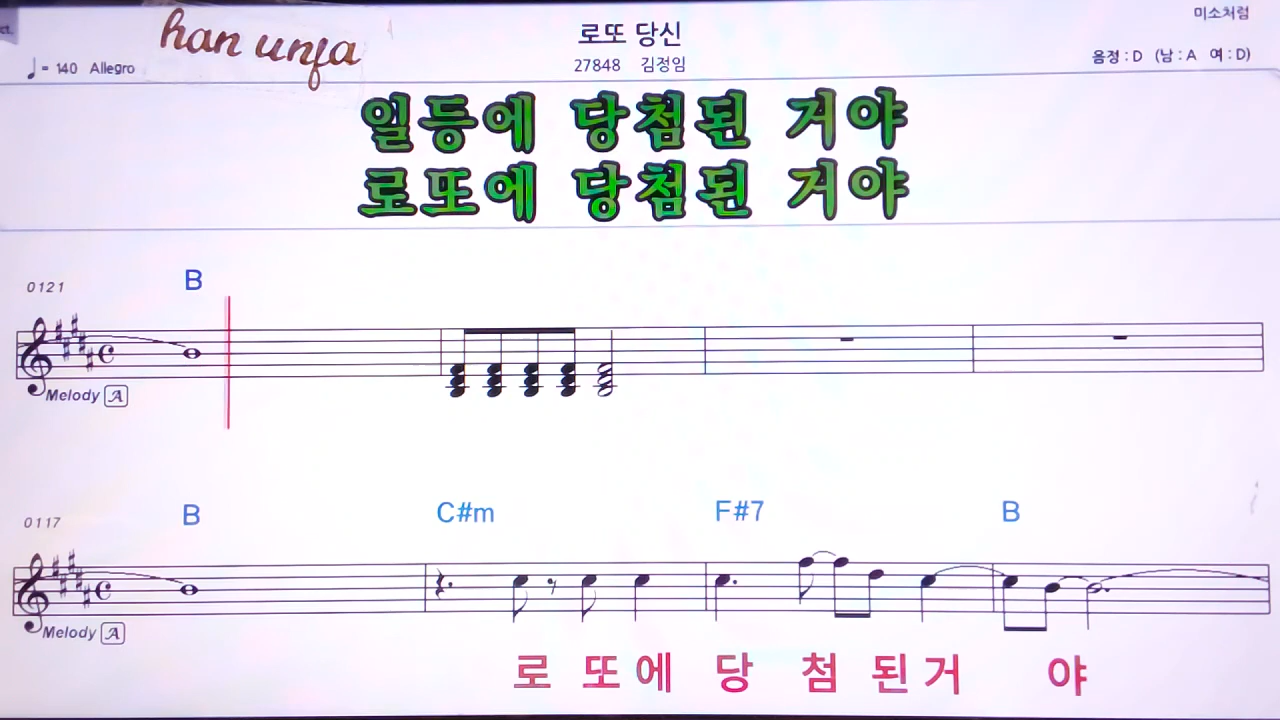 ct.
han unja
로또 당신
미소처럼
♩= 140 Allegro
27848 김정임
음정 : D (남 : A 여 : D)
일등에 당첨된 거야
로또에 당첨된 거야
0121
B
Melody A
0117
B C#m F#7 B
Melody A
로 또 에 당 첨 된 거 야